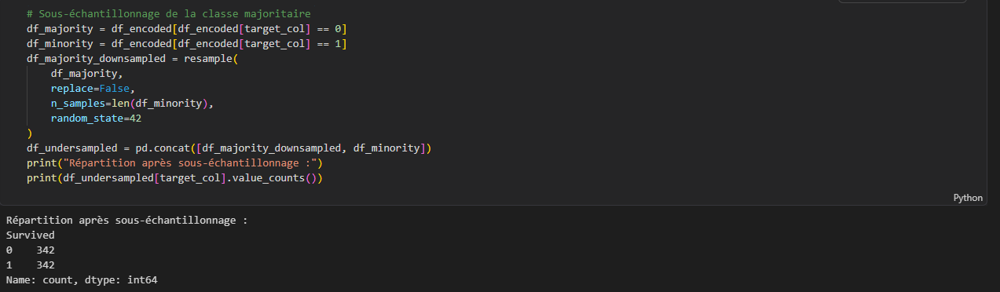 # Sous-échantillonnage de la classe majoritaire
df_majority = df_encoded[df_encoded[target_col] == 0]
df_minority = df_encoded[df_encoded[target_col] == 1]
df_majority_downsampled = resample(
    df_majority,
    replace=False,
    n_samples=len(df_minority),
    random_state=42
)
df_undersampled = pd.concat([df_majority_downsampled, df_minority])
print("Répartition après sous-échantillonnage :")
print(df_undersampled[target_col].value_counts())
Python
Répartition après sous-échantillonnage :
Survived
0    342
1    342
Name: count, dtype: int64